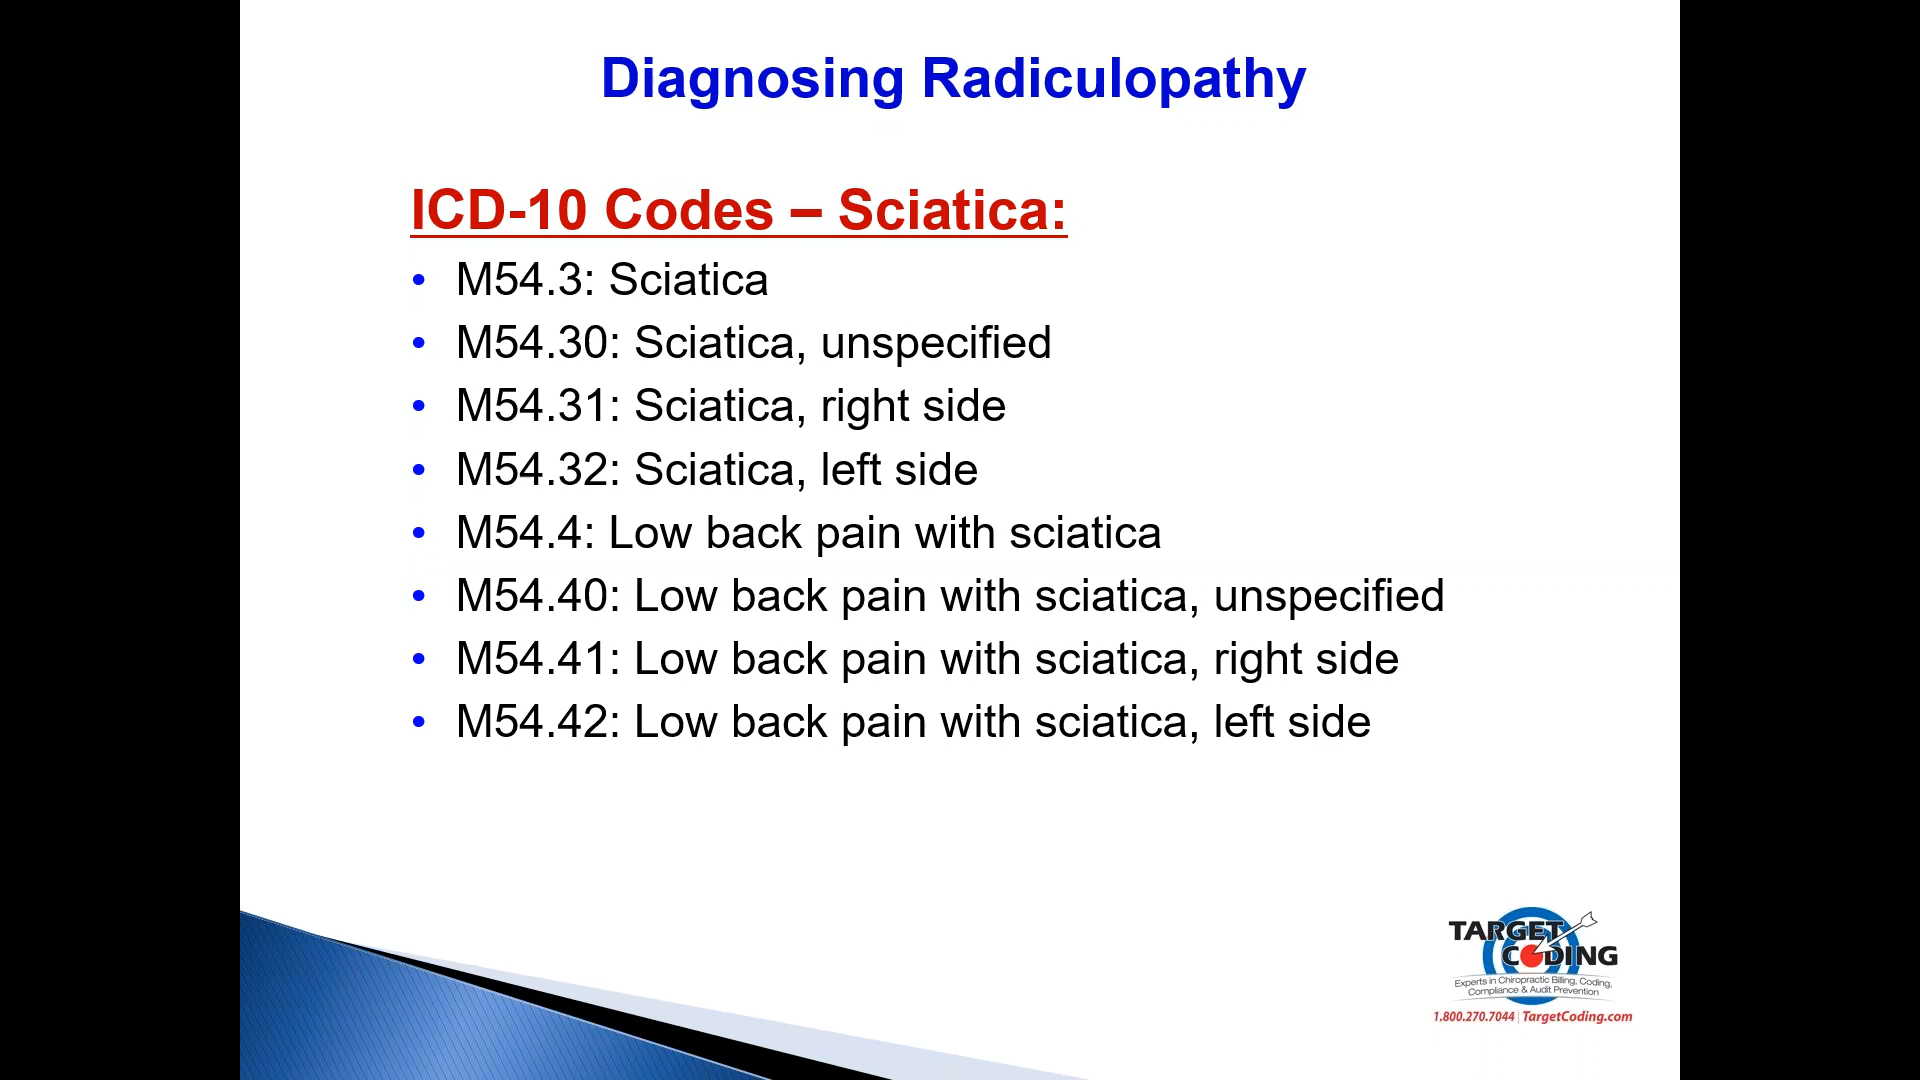 Diagnosing Radiculopathy
ICD-10 Codes – Sciatica:
• M54.3: Sciatica
• M54.30: Sciatica, unspecified
• M54.31: Sciatica, right side
• M54.32: Sciatica, left side
• M54.4: Low back pain with sciatica
• M54.40: Low back pain with sciatica, unspecified
• M54.41: Low back pain with sciatica, right side
• M54.42: Low back pain with sciatica, left side
TARGET
CODING
Experts in Chiropractic Billing, Coding,
Compliance & Audit Prevention
1.800.270.7044 | TargetCoding.com